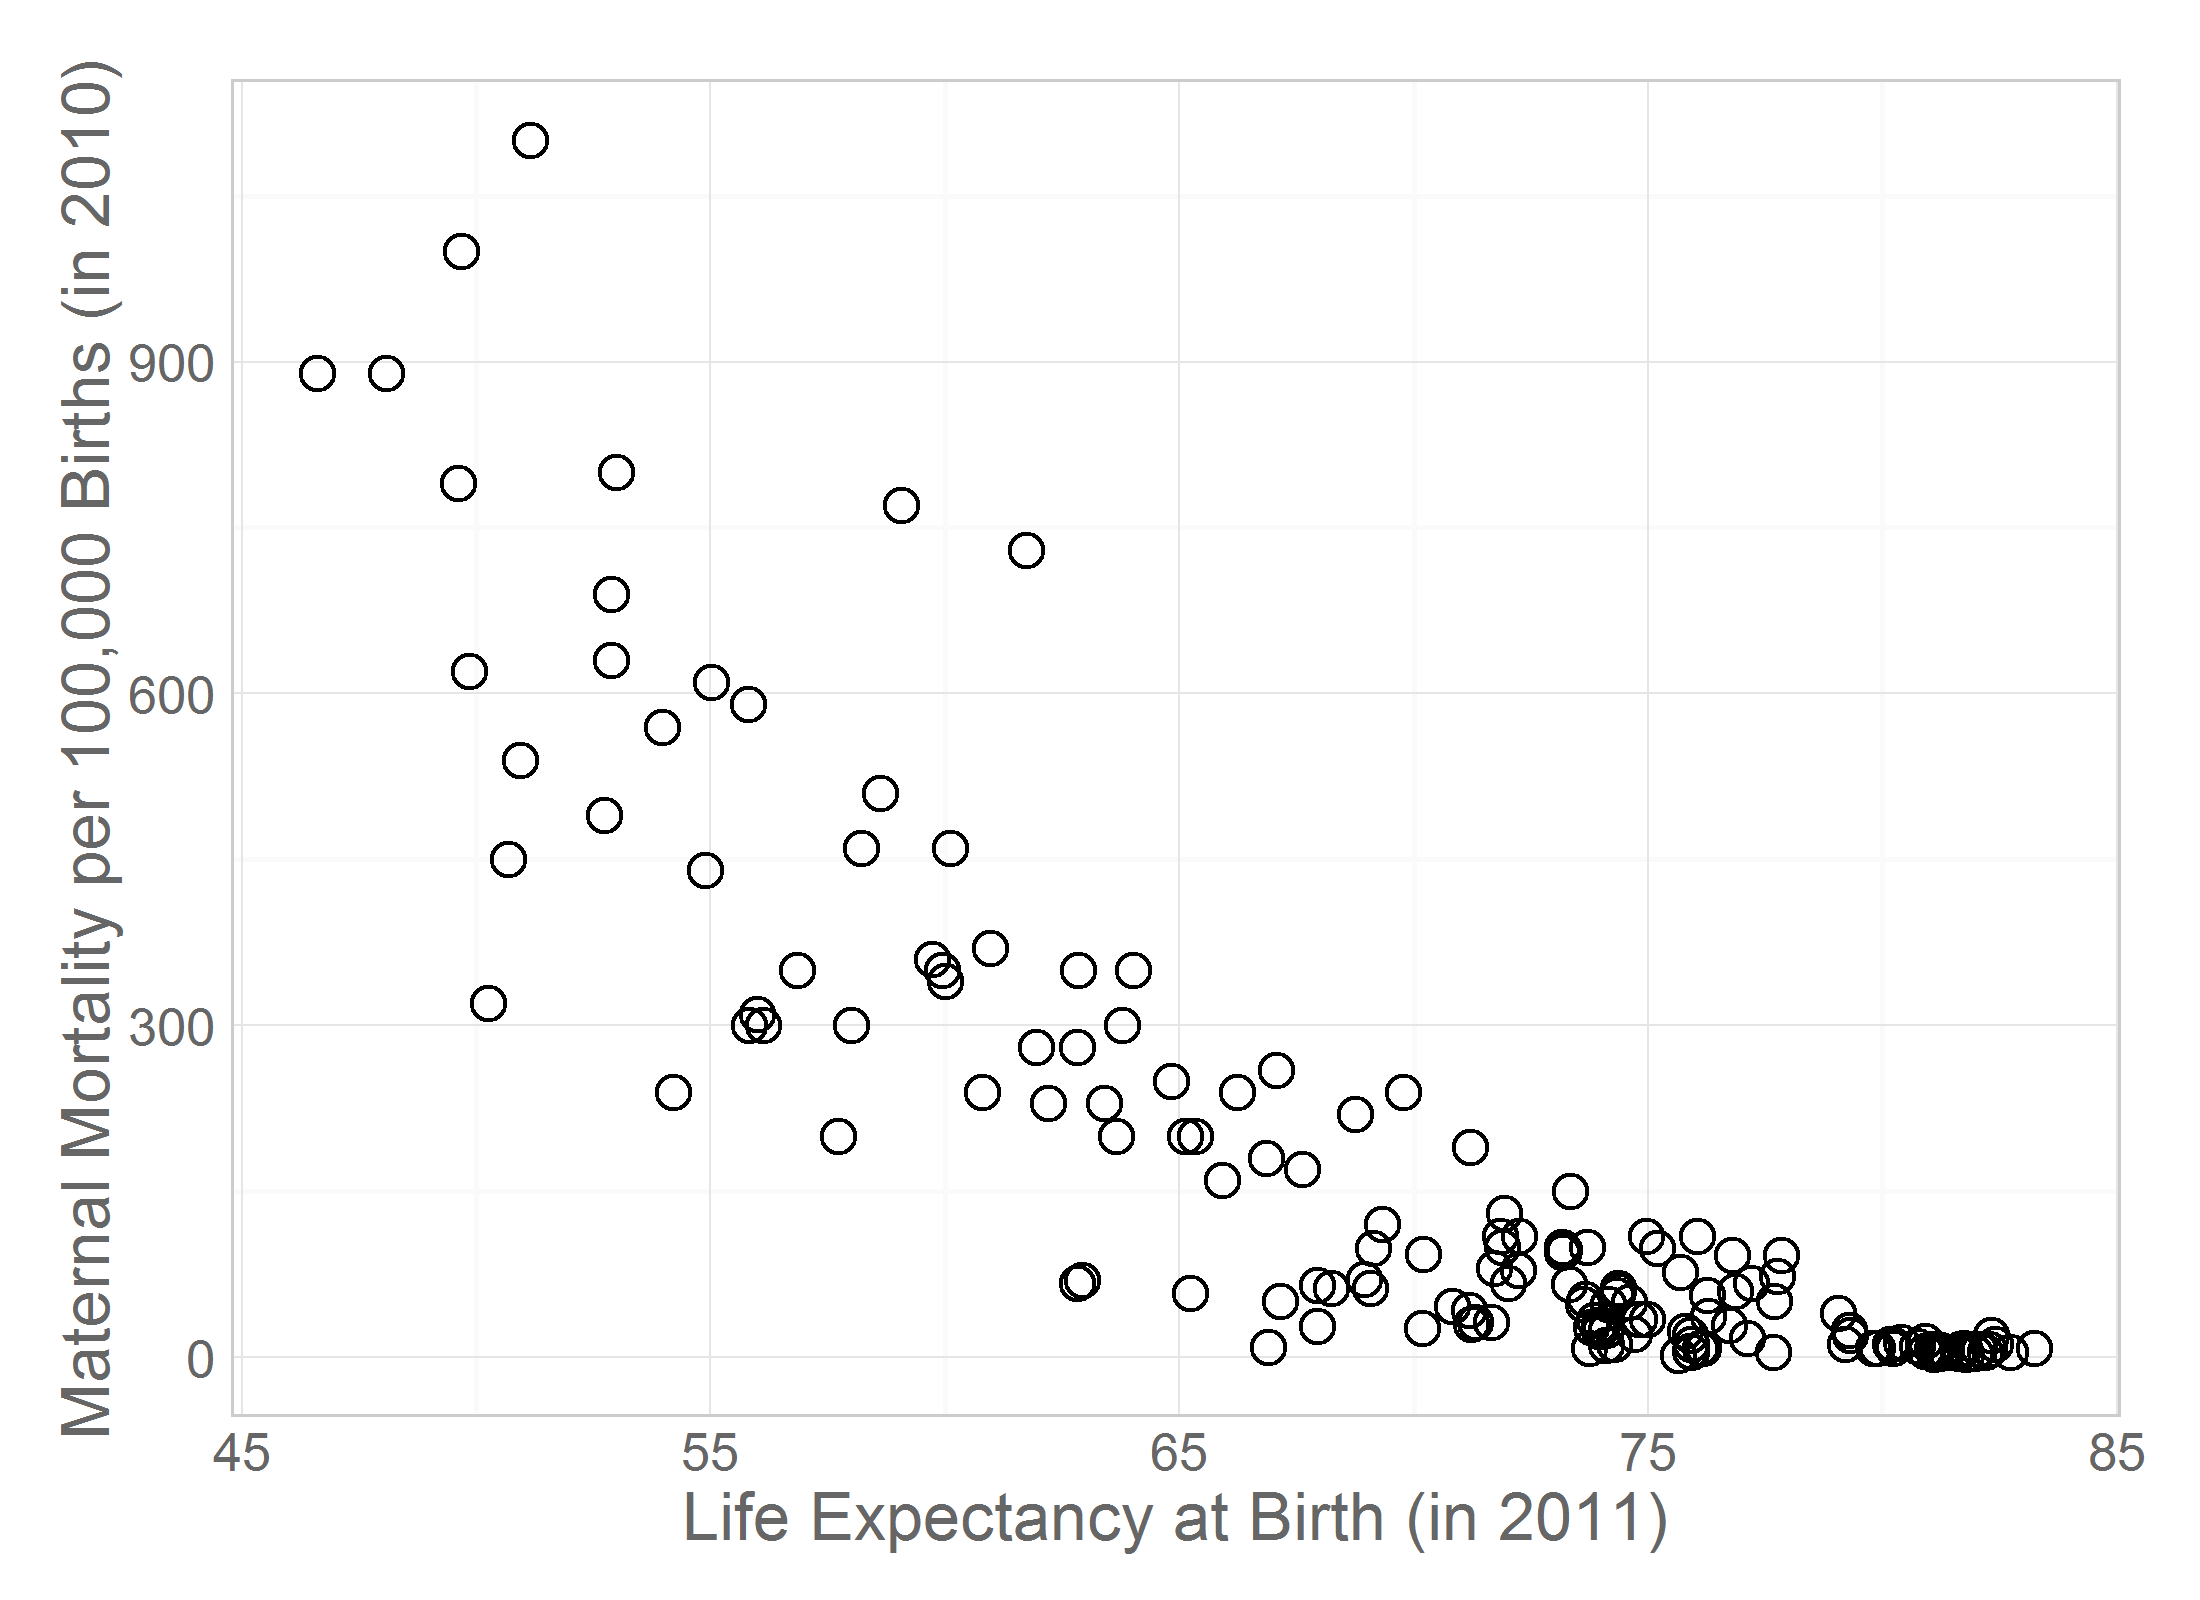 Maternal Mortality per 100,000 Births (in 2010)
900
600
300
0
45 55 65 75 85
Life Expectancy at Birth (in 2011)